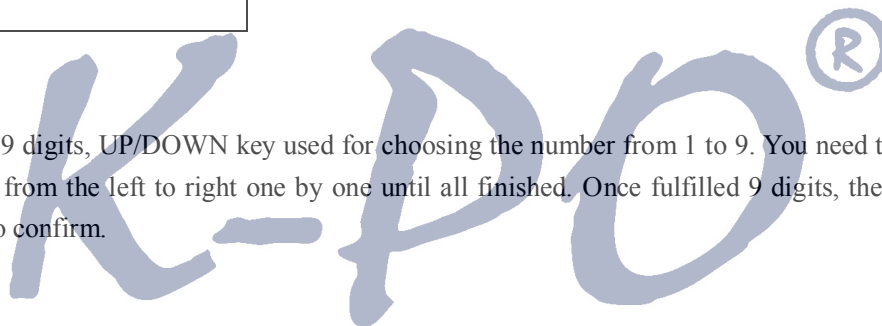 K-PO®
9 digits, UP/DOWN key used for choosing the number from 1 to 9. You need t
from the left to right one by one until all finished. Once fulfilled 9 digits, the
o confirm.